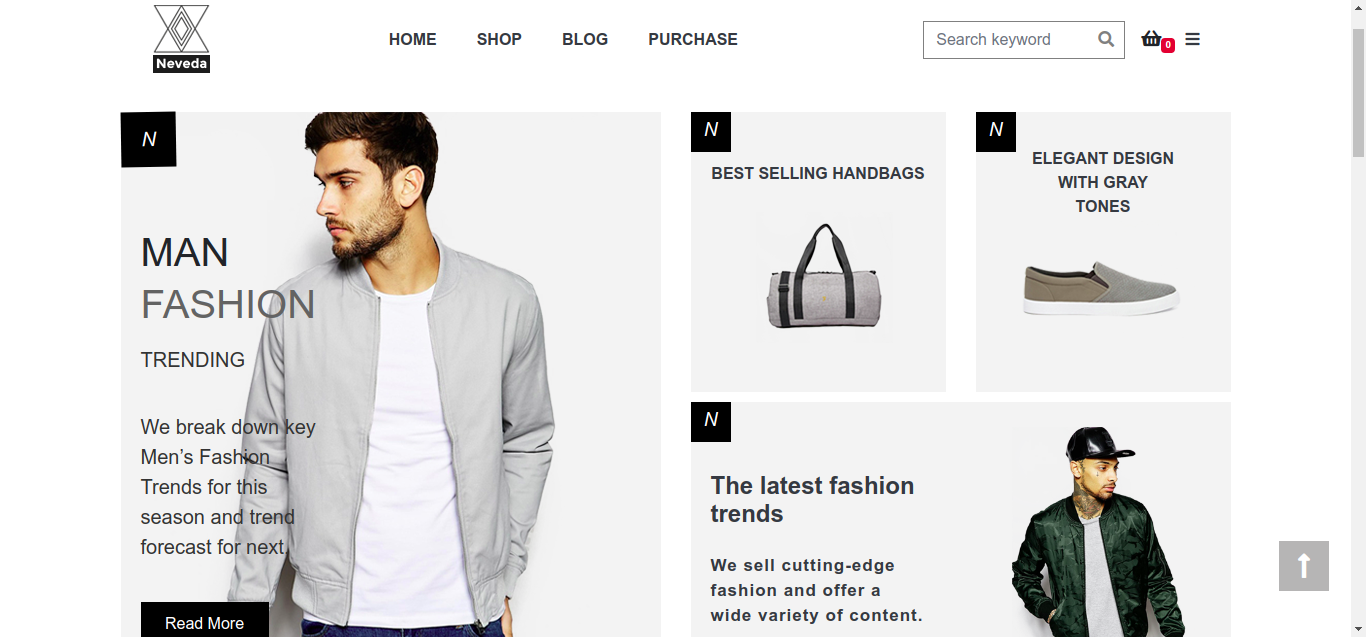 Neveda
HOME
SHOP
BLOG
PURCHASE
Search keyword
0
N
MAN
FASHION
TRENDING
We break down key
Men’s Fashion
Trends for this
season and trend
forecast for next.
Read More
N
BEST SELLING HANDBAGS
N
ELEGANT DESIGN
WITH GRAY
TONES
N
The latest fashion
trends
We sell cutting-edge
fashion and offer a
wide variety of content.